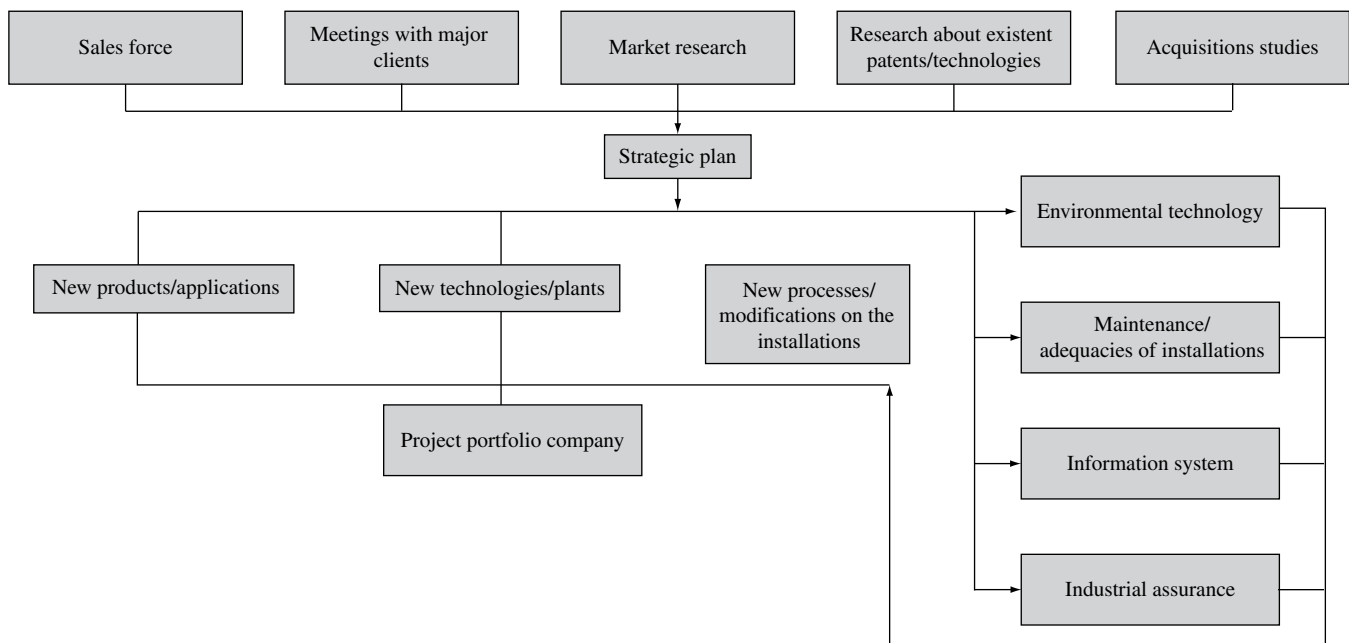 Sales force
Meetings with major
clients
Market research
Research about existent
patents/technologies
Acquisitions studies
Strategic plan
Environmental technology
New products/applications
New technologies/plants
New processes/
modifications on the
installations
Maintenance/
adequacies of installations
Project portfolio company
Information system
Industrial assurance